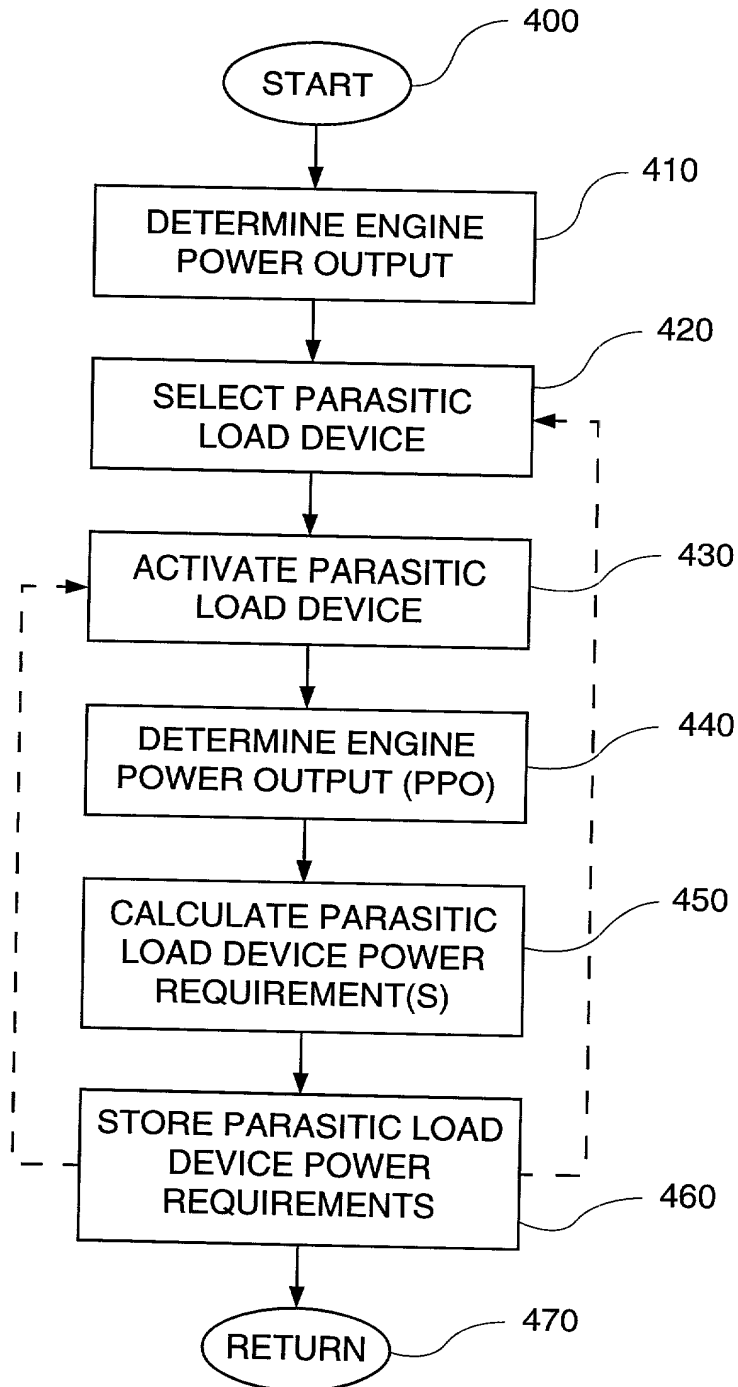 400
START
410
DETERMINE ENGINE
POWER OUTPUT
420
SELECT PARASITIC
LOAD DEVICE
430
ACTIVATE PARASITIC
LOAD DEVICE
440
DETERMINE ENGINE
POWER OUTPUT (PPO)
450
CALCULATE PARASITIC
LOAD DEVICE POWER
REQUIREMENT(S)
STORE PARASITIC LOAD
DEVICE POWER
REQUIREMENTS
460
RETURN
470